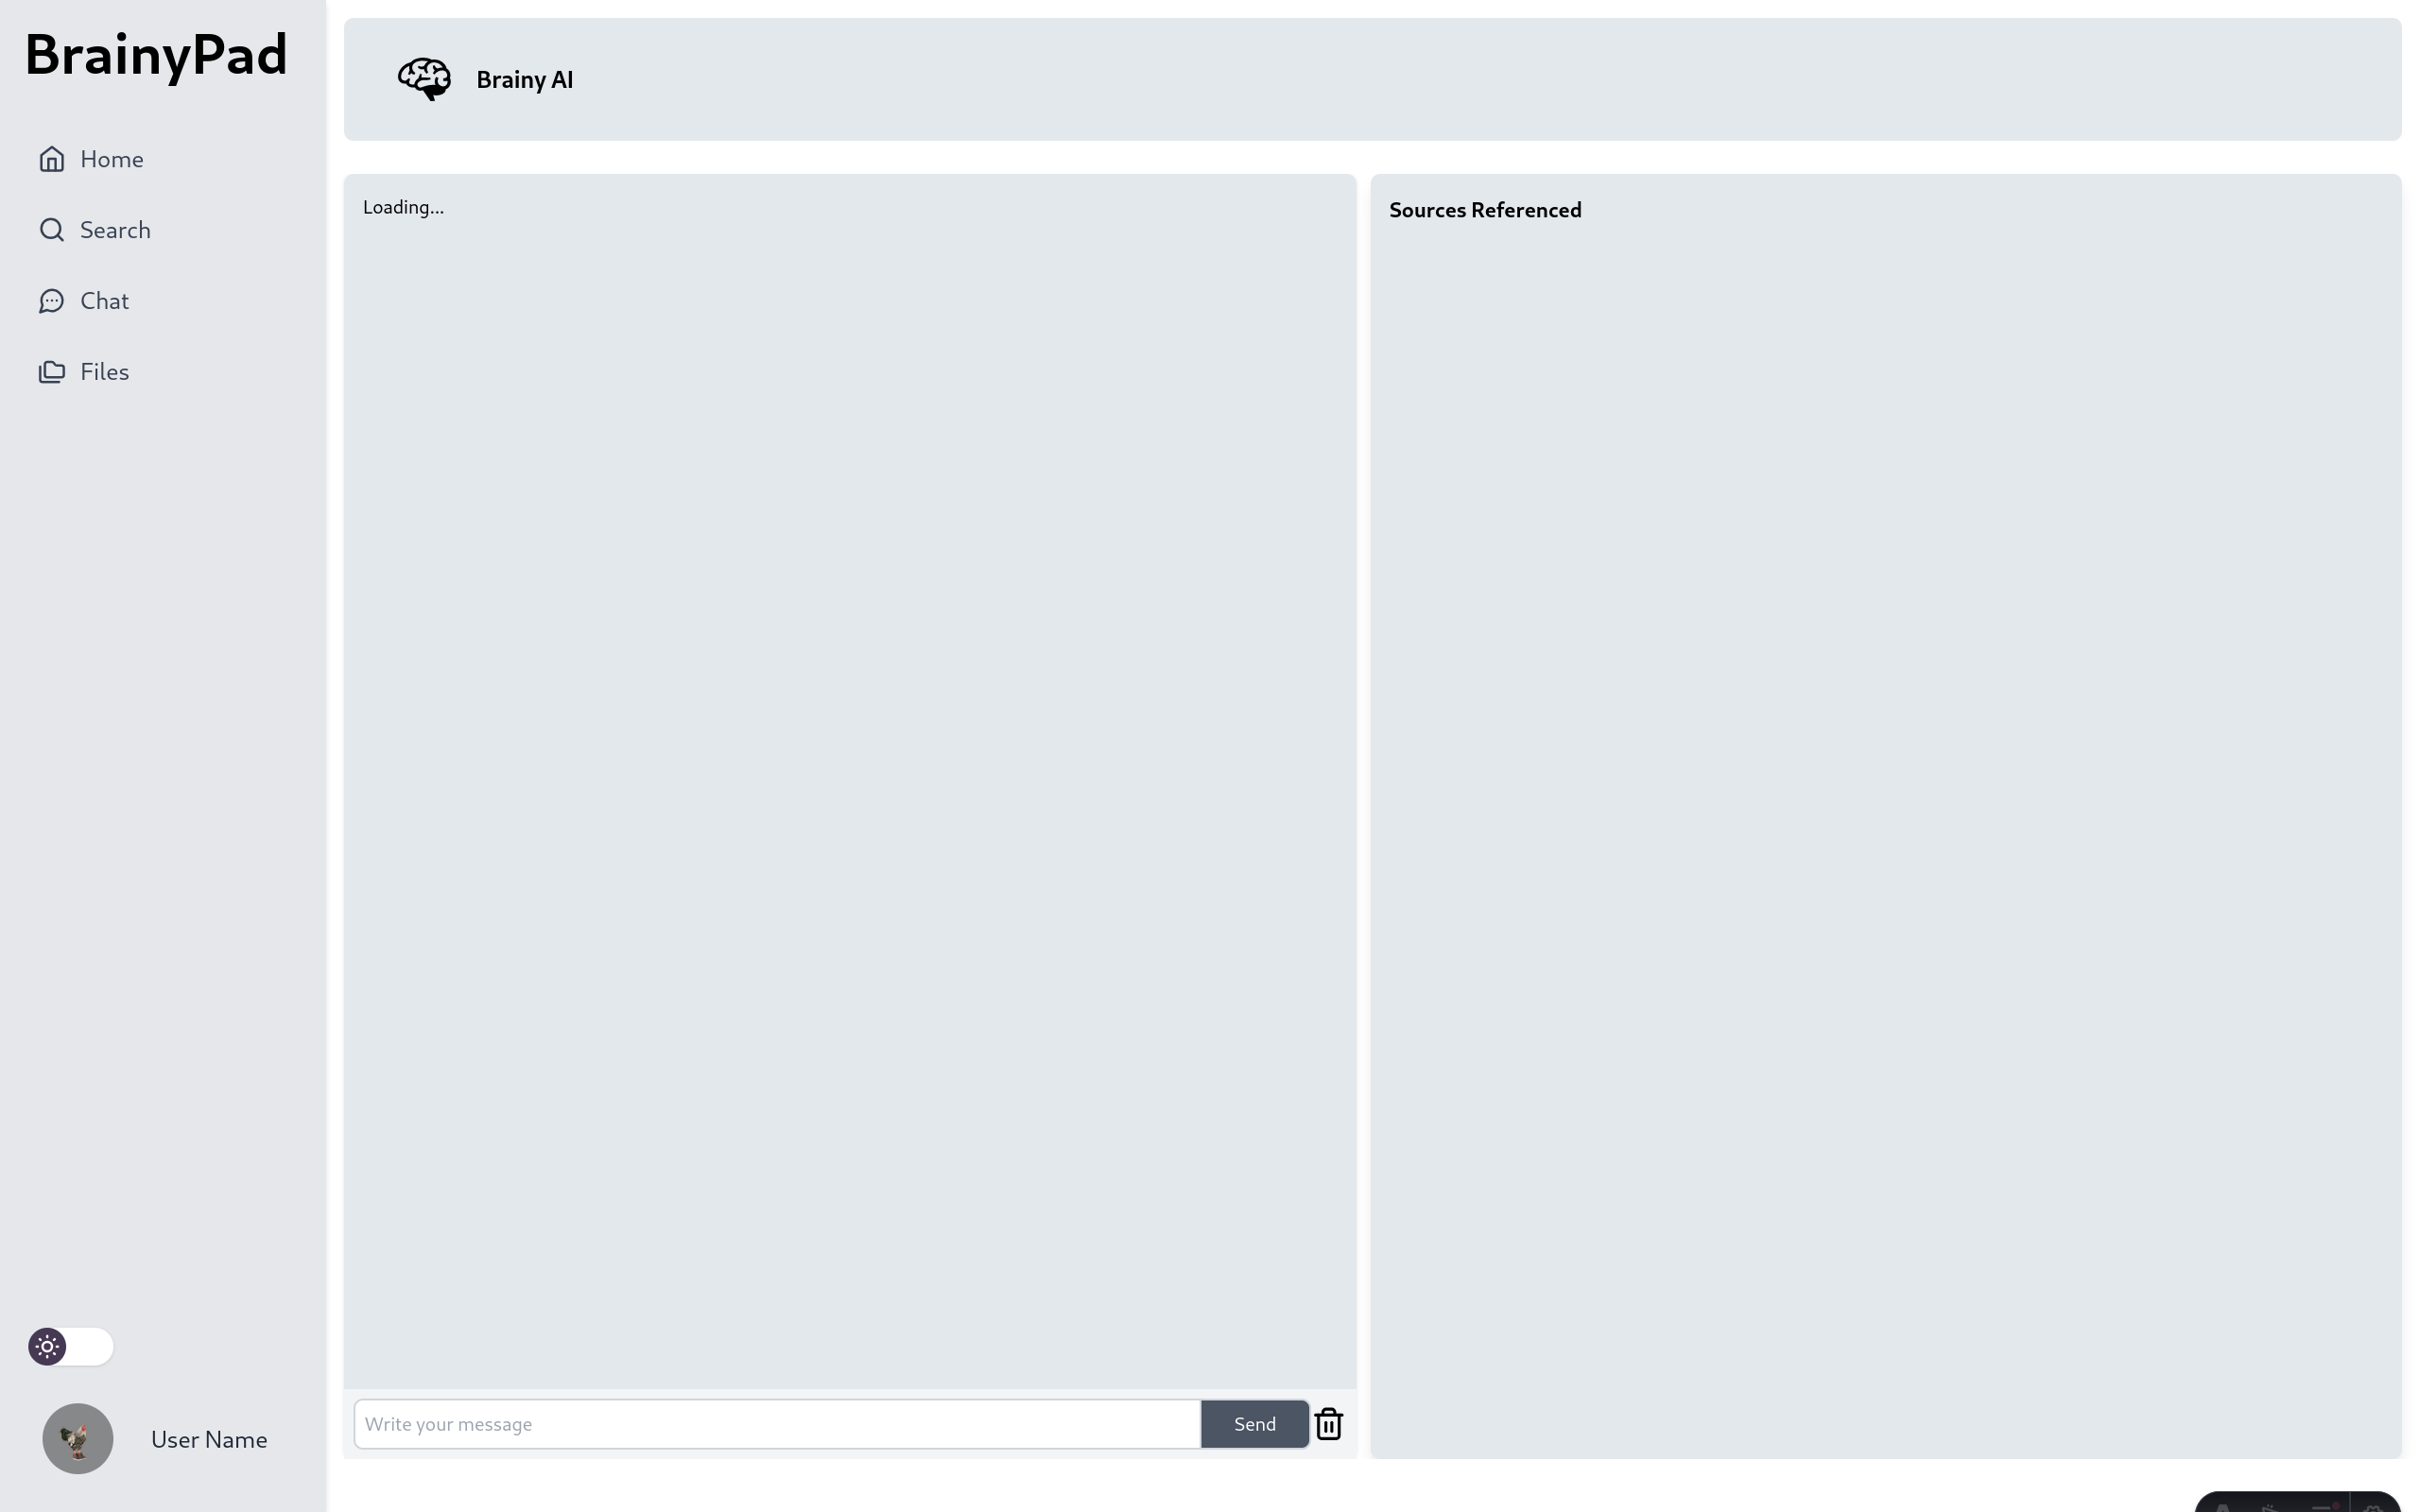 BrainyPad
Home
Search
Chat
Files
User Name
Brainy AI
Loading...
Write your message
Send
Sources Referenced